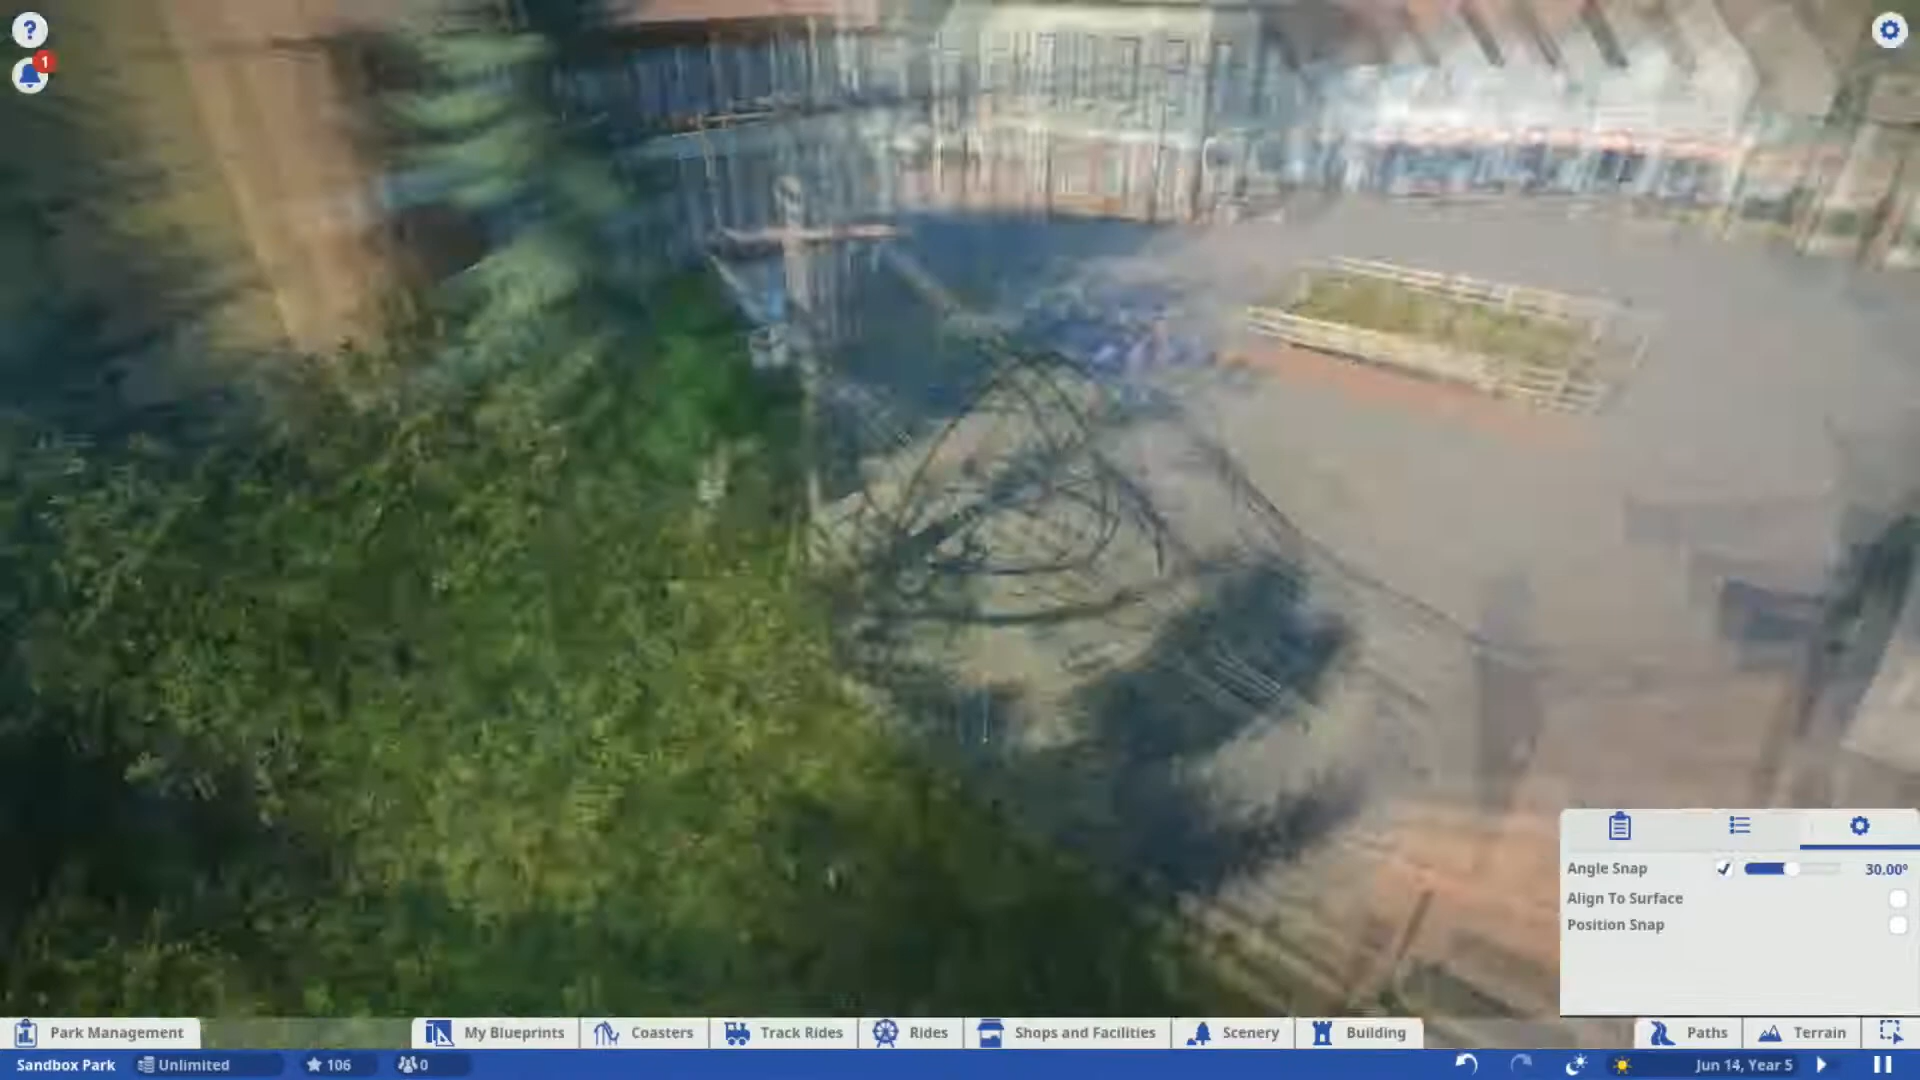 ?
1
Angle Snap 30.00°
Align To Surface
Position Snap
Park Management My Blueprints Coasters Track Rides Rides Shops and Facilities Scenery Building Paths Terrain
Sandbox Park Unlimited 106 0 Jun 14, Year 5